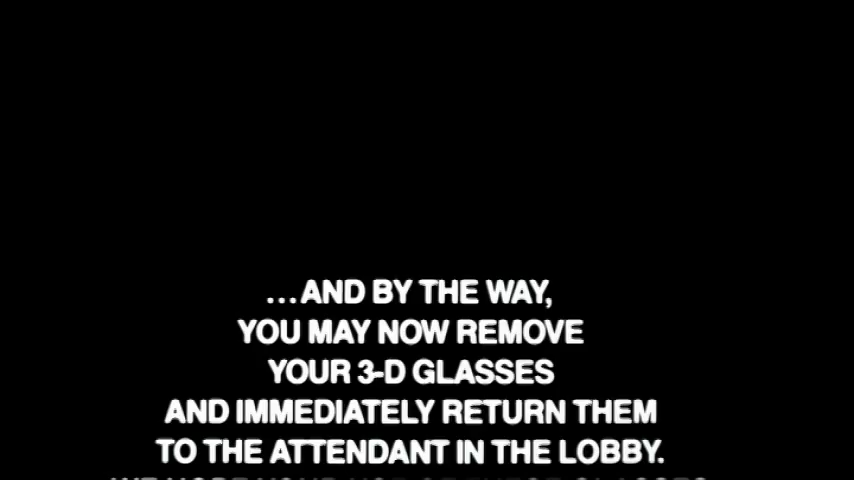 ...AND BY THE WAY,
YOU MAY NOW REMOVE
YOUR 3-D GLASSES
AND IMMEDIATELY RETURN THEM
TO THE ATTENDANT IN THE LOBBY.